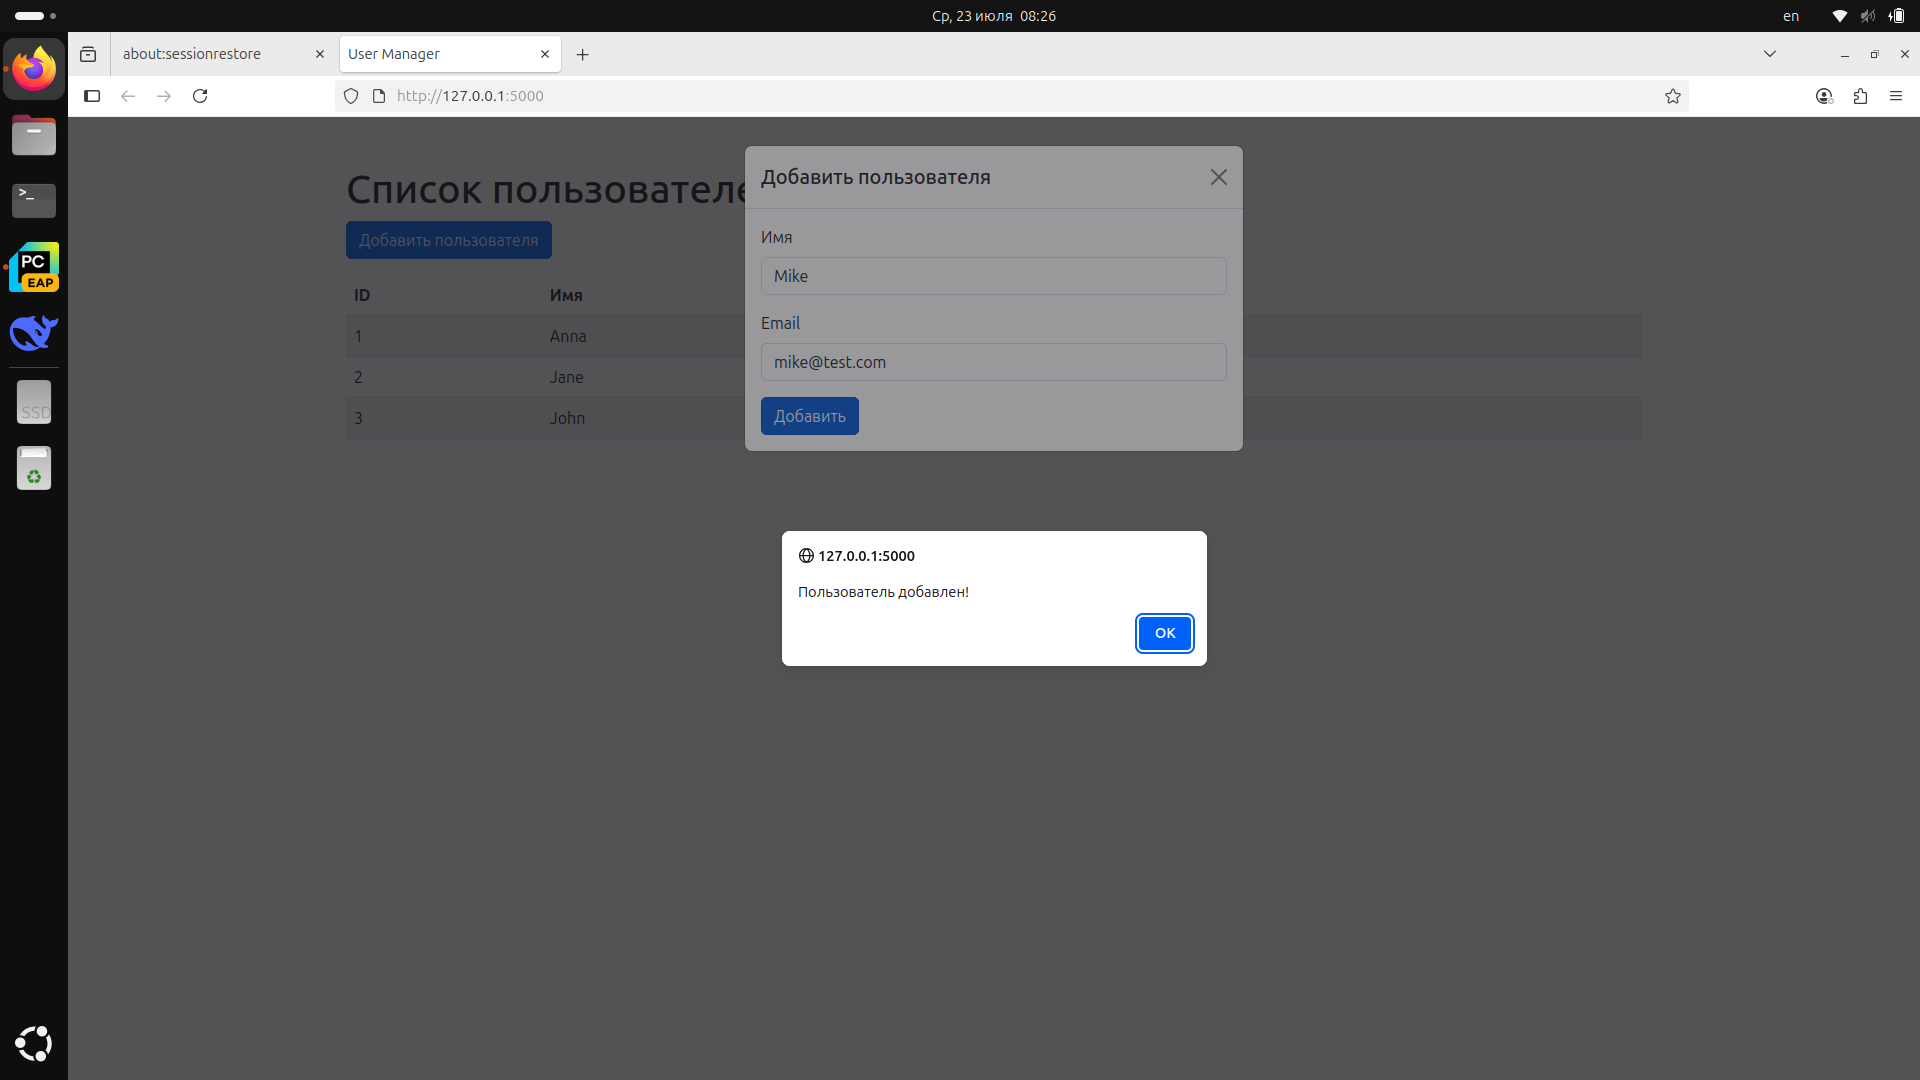 Ср, 23 июля 08:26
en
about:sessionrestore
User Manager
http://127.0.0.1:5000
>_
PC
EAP
SSD
Список пользователе
Добавить пользователя
ID Имя
1 Anna
2 Jane
3 John
Добавить пользователя
Имя
Mike
Email
mike@test.com
Добавить
127.0.0.1:5000
Пользователь добавлен!
OK